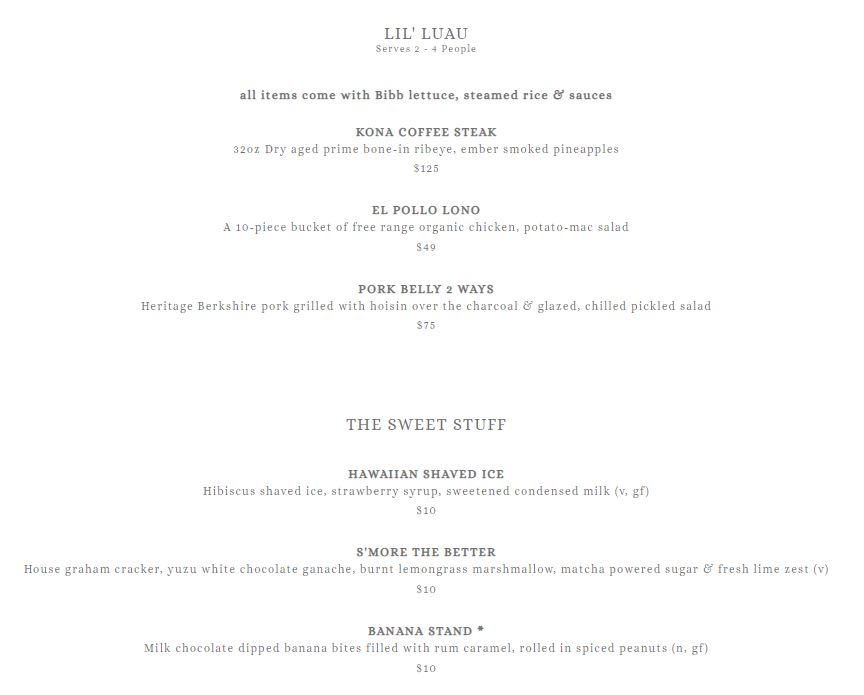 LIL' LUAU
Serves 2 - 4 People
all items come with Bibb lettuce, steamed rice & sauces
KONA COFFEE STEAK
32oz Dry aged prime bone-in ribeye, ember smoked pineapples
$125
EL POLLO LONO
A 10-piece bucket of free range organic chicken, potato-mac salad
$49
PORK BELLY 2 WAYS
Heritage Berkshire pork grilled with hoisin over the charcoal & glazed, chilled pickled salad
$75
THE SWEET STUFF
HAWAIIAN SHAVED ICE
Hibiscus shaved ice, strawberry syrup, sweetened condensed milk (v, gf)
$10
S'MORE THE BETTER
House graham cracker, yuzu white chocolate ganache, burnt lemongrass marshmallow, matcha powered sugar & fresh lime zest (v)
$10
BANANA STAND *
Milk chocolate dipped banana bites filled with rum caramel, rolled in spiced peanuts (n, gf)
$10